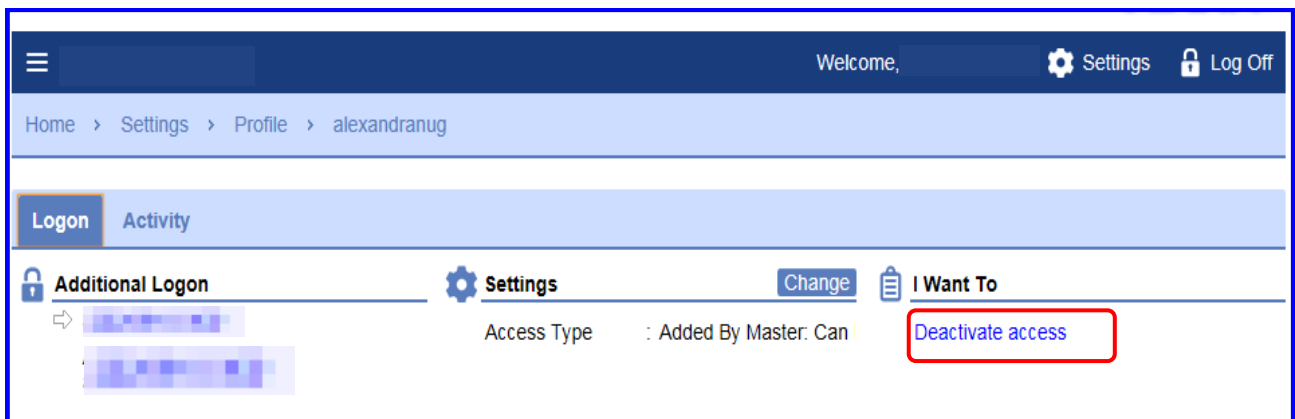 Welcome, Settings Log Off
Home > Settings > Profile > alexandranug
Logon Activity
Additional Logon Settings Change I Want To
Access Type : Added By Master: Can Deactivate access